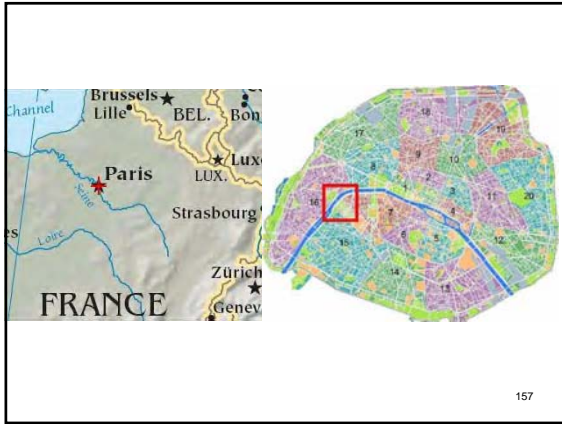 Brussels
Channel
Lille
BEL.
Bon
Paris
LUX.
Lux
Seine
Strasbourg
Loire
es
Zürich
FRANCE
Genev
18
17
19
9
10
8
2
1
3
11
20
16
7
4
6
5
15
12
14
13
157